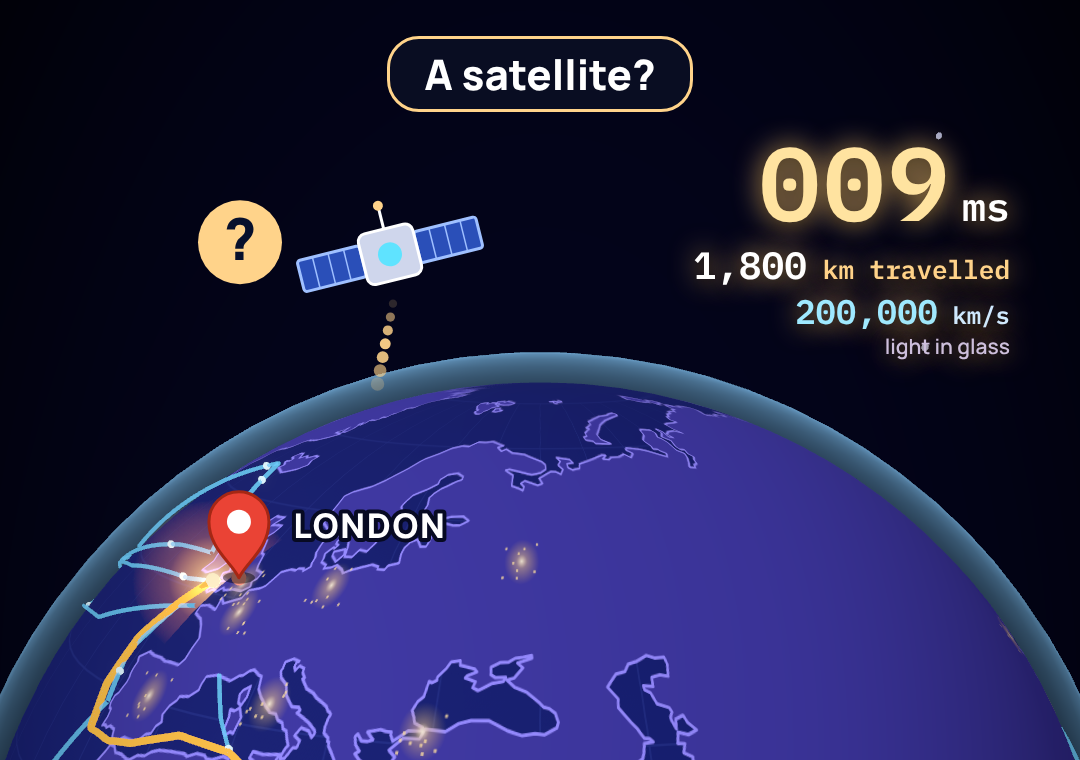 A satellite?
009 ms
?
1,800 km travelled
200,000 km/s
light in glass
LONDON